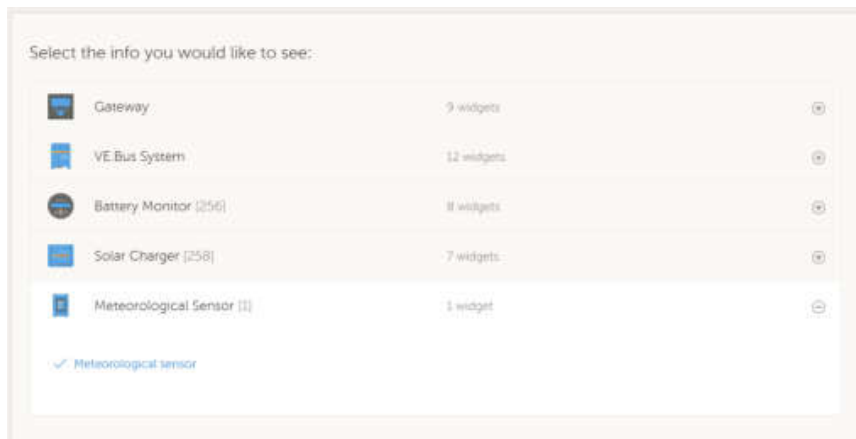 Select the info you would like to see:
Gateway 9 widgets
VE.Bus System 12 widgets
Battery Monitor [256] 8 widgets
Solar Charger [258] 7 widgets
Meteorological Sensor [1] 1 widget
Meteorological sensor